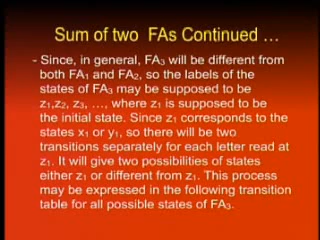 Sum of two FAs Continued …
- Since, in general, FA3 will be different from
both FA1 and FA2, so the labels of the
states of FA3 may be supposed to be
z1,z2, z3, …, where z1 is supposed to be
the initial state. Since z1 corresponds to the
states x1 or y1, so there will be two
transitions separately for each letter read at
z1. It will give two possibilities of states
either z1 or different from z1. This process
may be expressed in the following transition
table for all possible states of FA3.